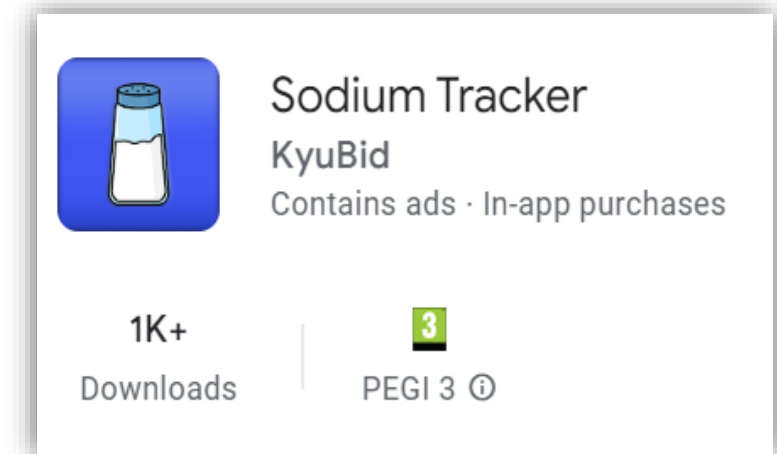 Sodium Tracker
KyuBid
Contains ads · In-app purchases
1K+
3
Downloads
PEGI 3